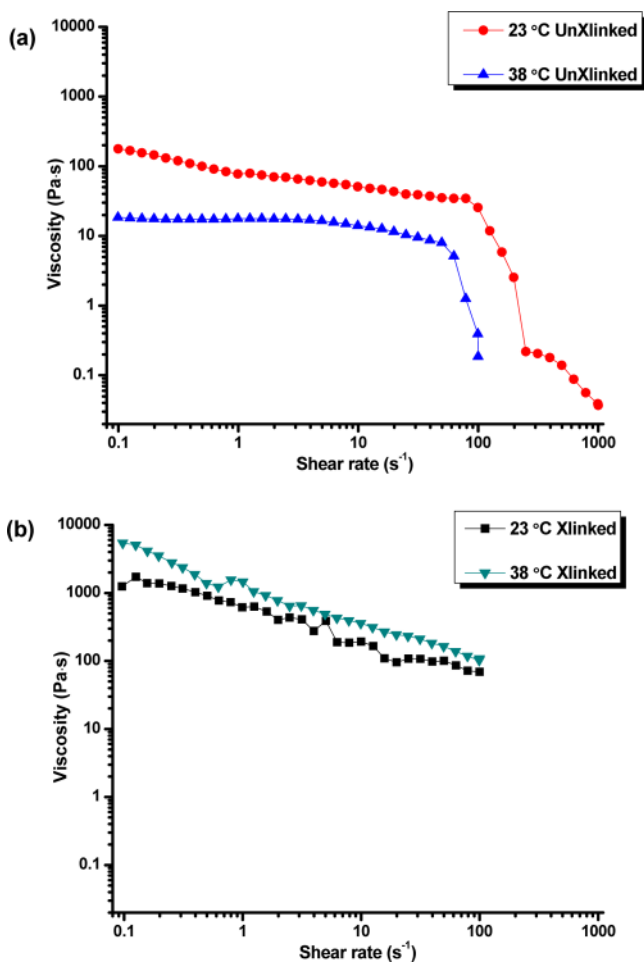 (a)
23 °C UnXlinked
38 °C UnXlinked
10000
1000
100
10
1
0.1
Viscosity (Pa·s)
0.1 1 10 100 1000
Shear rate (s⁻¹)
(b)
23 °C Xlinked
38 °C Xlinked
10000
1000
100
10
1
0.1
Viscosity (Pa·s)
0.1 1 10 100 1000
Shear rate (s⁻¹)